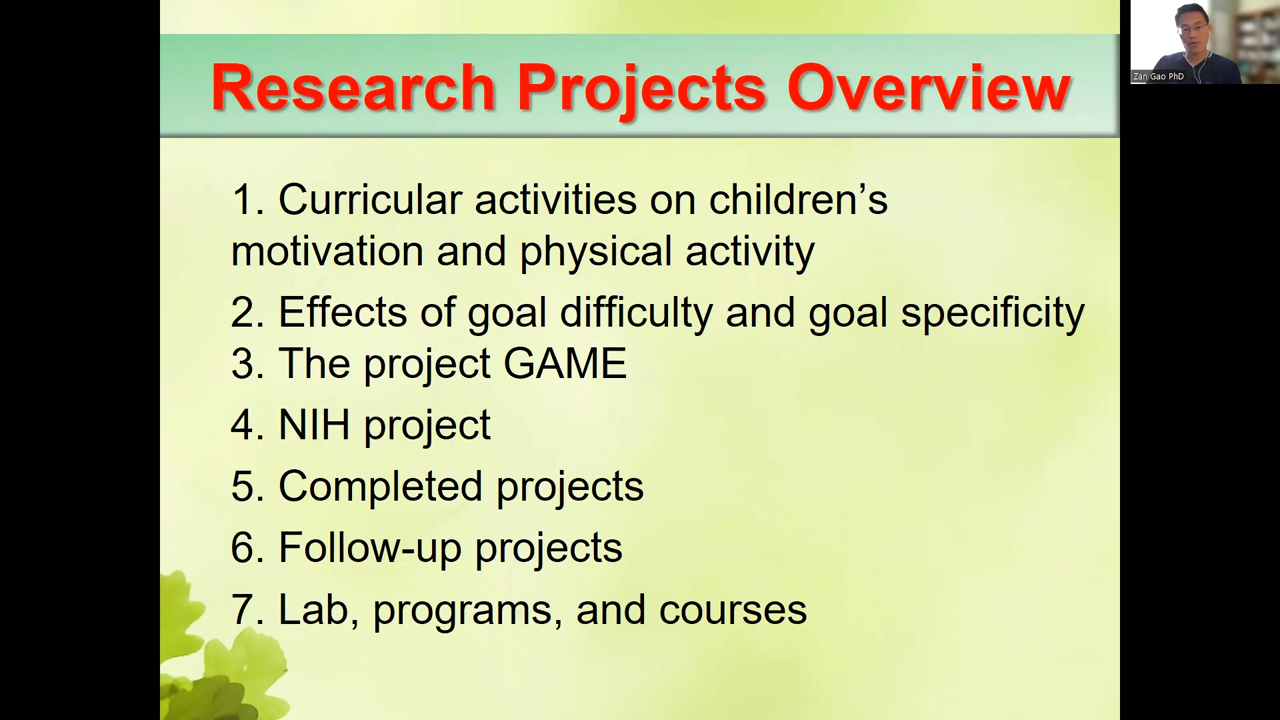 Research Projects Overview
Zan Gao PhD
1. Curricular activities on children’s
motivation and physical activity
2. Effects of goal difficulty and goal specificity
3. The project GAME
4. NIH project
5. Completed projects
6. Follow-up projects
7. Lab, programs, and courses